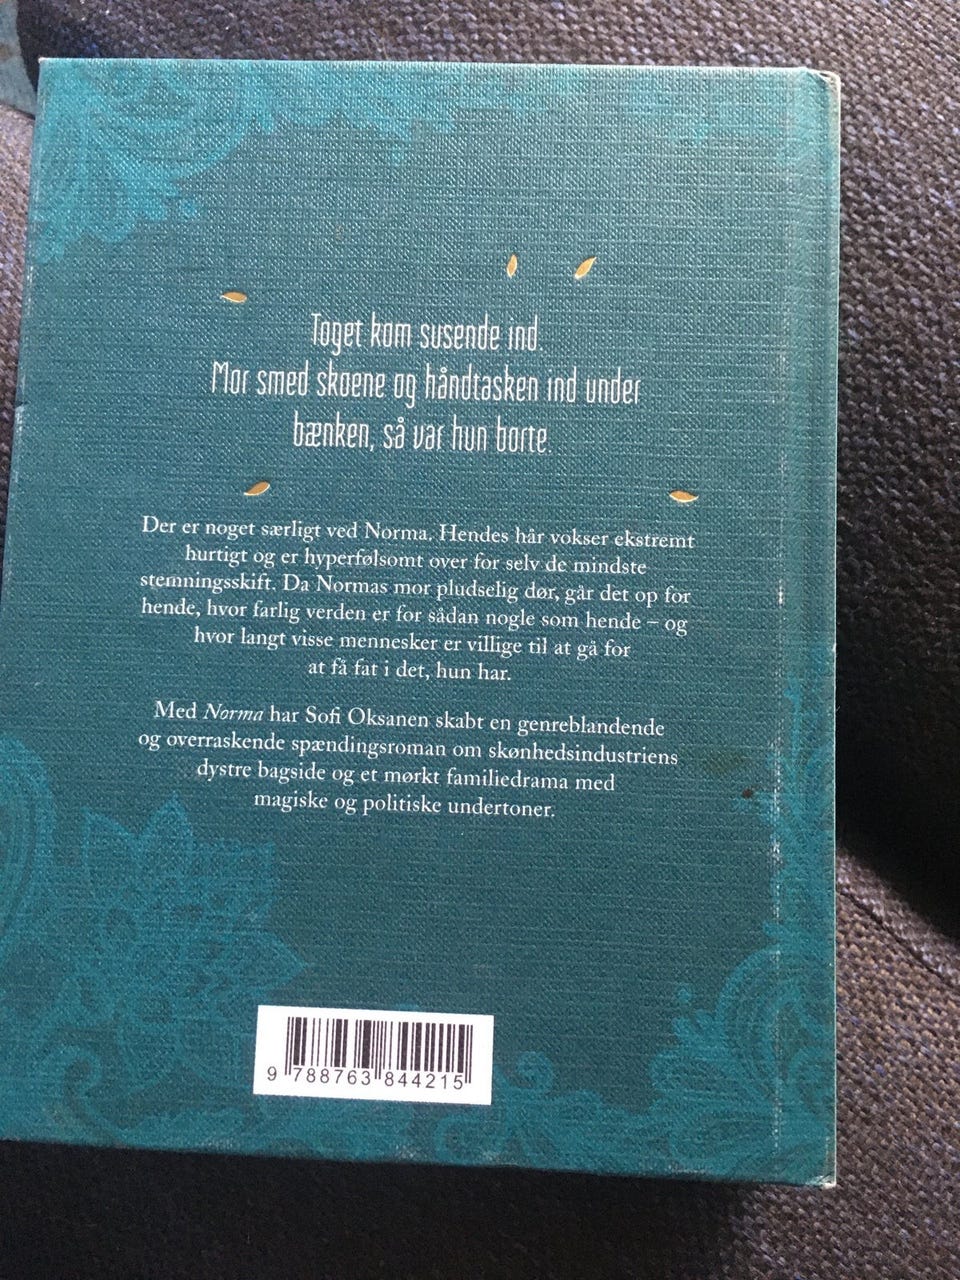 Toget kom susende ind.
Mor smed skoene og håndtasken ind under
bænken, så var hun borte.
Der er noget særligt ved Norma. Hendes hår vokser ekstremt
hurtigt og er hyperfølsomt over for selv de mindste
stemningsskift. Da Normas mor pludselig dør, går det op for
hende, hvor farlig verden er for sådan nogle som hende – og
hvor langt visse mennesker er villige til at gå for
at få fat i det, hun har.
Med Norma har Sofi Oksanen skabt en genreblandende
og overraskende spændingsroman om skønhedsindustriens
dystre bagside og et mørkt familiedrama med
magiske og politiske undertoner.
9 788763 844215